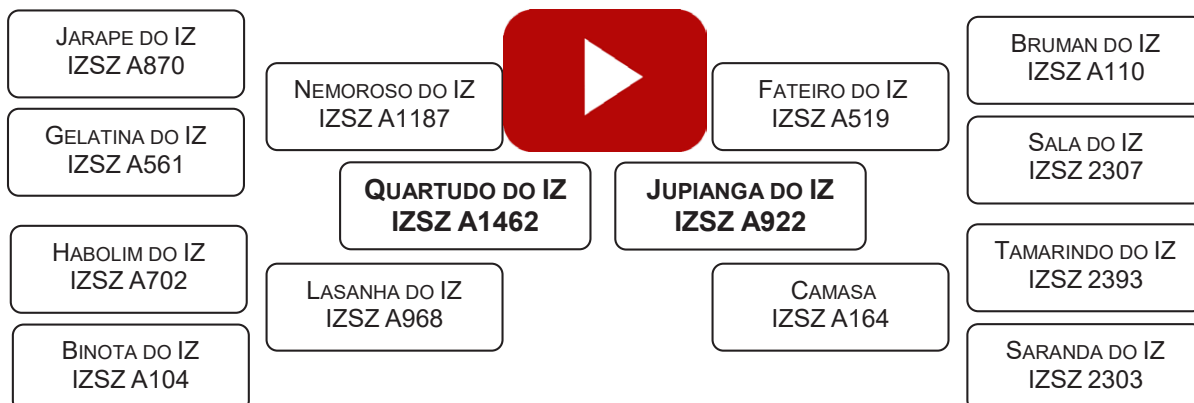 Jarape do IZ
IZSZ A870
Gelatina do IZ
IZSZ A561
Habolim do IZ
IZSZ A702
Binota do IZ
IZSZ A104
Nemoroso do IZ
IZSZ A1187
Lasanha do IZ
IZSZ A968
Quartudo do IZ
IZSZ A1462
Jupianga do IZ
IZSZ A922
Fateiro do IZ
IZSZ A519
Camasa
IZSZ A164
Bruman do IZ
IZSZ A110
Sala do IZ
IZSZ 2307
Tamarindo do IZ
IZSZ 2393
Saranda do IZ
IZSZ 2303